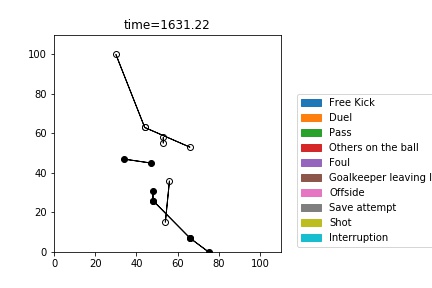 time=1631.22
100
80
60
40
20
0
0 20 40 60 80 100
Free Kick
Duel
Pass
Others on the ball
Foul
Goalkeeper leaving l
Offside
Save attempt
Shot
Interruption